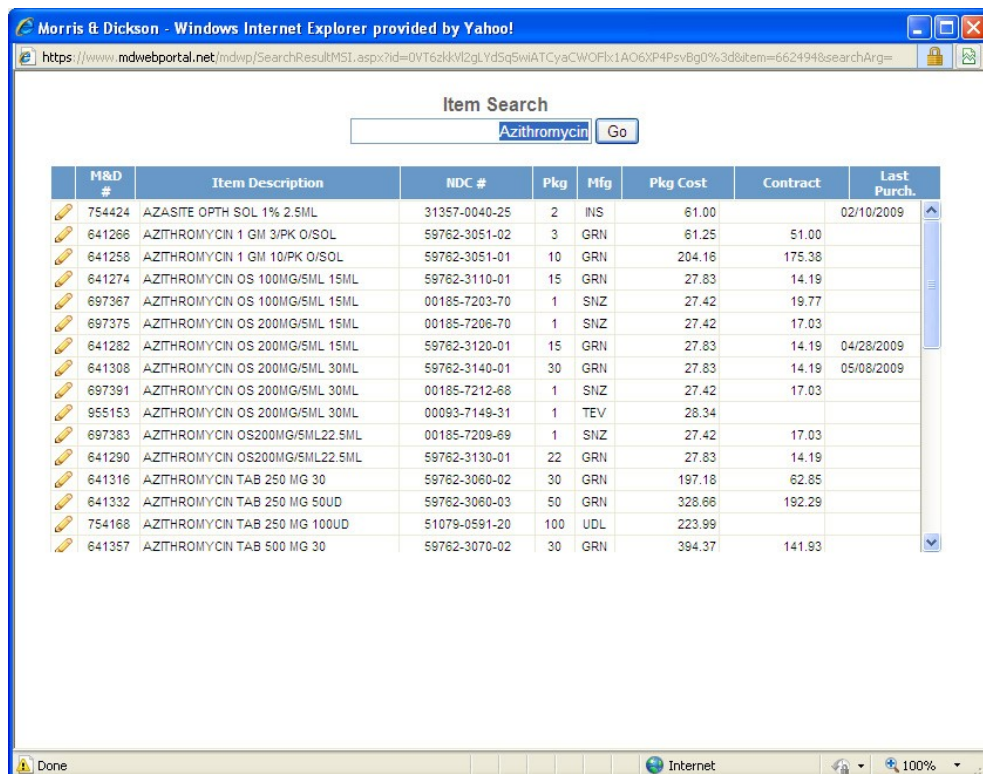 Morris & Dickson - Windows Internet Explorer provided by Yahoo!
Item Search
Azithromycin Go
M&D # Item Description NDC # Pkg Mfg Pkg Cost Contract Last Purch.
754424 AZASITE OPTH SOL 1% 2.5ML 31357-0040-25 2 INS 61.00 02/10/2009
641266 AZITHROMYCIN 1 GM 3/PK O/SOL 59762-3051-02 3 GRN 61.25 51.00
641258 AZITHROMYCIN 1 GM 10/PK O/SOL 59762-3051-01 10 GRN 204.16 175.38
641274 AZITHROMYCIN OS 100MG/5ML 15ML 59762-3110-01 15 GRN 27.83 14.19
697367 AZITHROMYCIN OS 100MG/5ML 15ML 00185-7203-70 1 SNZ 27.42 19.77
697375 AZITHROMYCIN OS 200MG/5ML 15ML 00185-7206-70 1 SNZ 27.42 17.03
641282 AZITHROMYCIN OS 200MG/5ML 15ML 59762-3120-01 15 GRN 27.83 14.19 04/28/2009
641308 AZITHROMYCIN OS 200MG/5ML 30ML 59762-3140-01 30 GRN 27.83 14.19 05/08/2009
697391 AZITHROMYCIN OS 200MG/5ML 30ML 00185-7212-68 1 SNZ 27.42 17.03
955153 AZITHROMYCIN OS 200MG/5ML 30ML 00093-7149-31 1 TEV 28.34
697383 AZITHROMYCIN OS200MG/5ML22.5ML 00185-7209-69 1 SNZ 27.42 17.03
641290 AZITHROMYCIN OS200MG/5ML22.5ML 59762-3130-01 22 GRN 27.83 14.19
641316 AZITHROMYCIN TAB 250 MG 30 59762-3060-02 30 GRN 197.18 62.85
641332 AZITHROMYCIN TAB 250 MG 50UD 59762-3060-03 50 GRN 328.66 192.29
754168 AZITHROMYCIN TAB 250 MG 100UD 51079-0591-20 100 UDL 223.99
641357 AZITHROMYCIN TAB 500 MG 30 59762-3070-02 30 GRN 394.37 141.93
Done Internet 100%